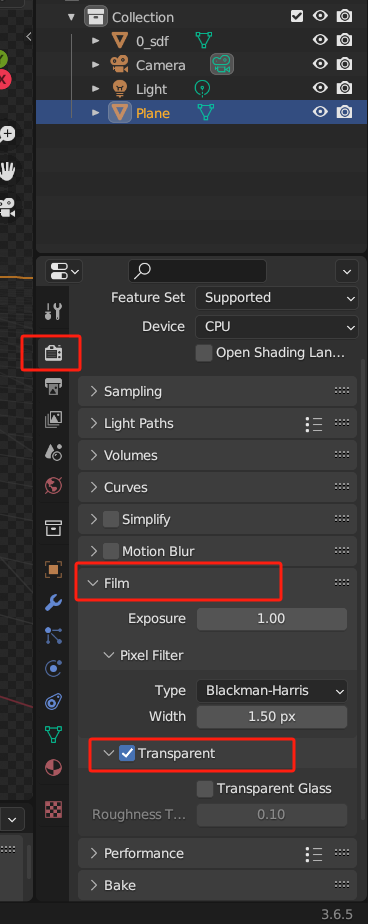 Collection
0_sdf
Camera
Light
Plane
X
Feature Set Supported
Device CPU
Open Shading Lan...
Sampling
Light Paths
Volumes
Curves
Simplify
Motion Blur
Film
Exposure 1.00
Pixel Filter
Type Blackman-Harris
Width 1.50 px
Transparent
Transparent Glass
Roughness T... 0.10
Performance
Bake
3.6.5